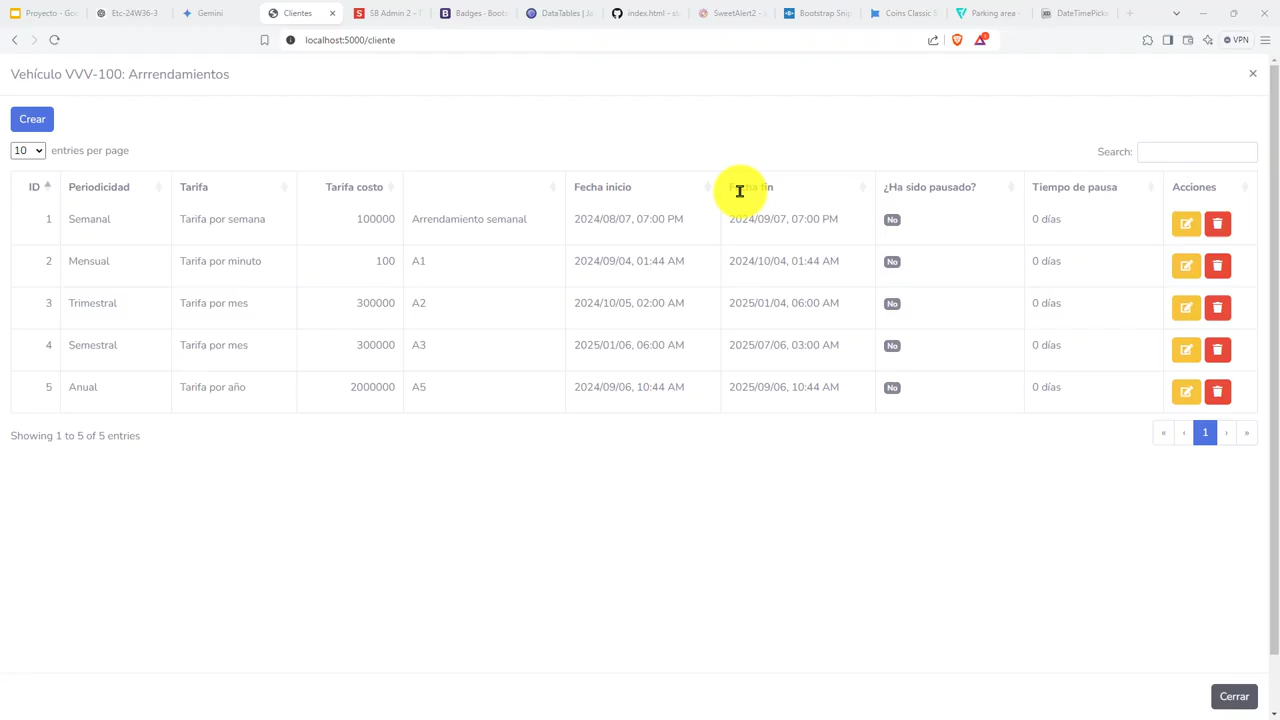 Proyecto - Goo
Etc-24W36-3
Gemini
Clientes
SB Admin 2 - T
Badges · Boots
DataTables | Ja
index.html - st
SweetAlert2 - a
Bootstrap Snip
Coins Classic S
Parking area -
DateTimePicke
localhost:5000/cliente
VPN
Vehículo VVV-100: Arrrendamientos
Crear
10 entries per page
Search:
ID Periodicidad Tarifa Tarifa costo Fecha inicio Fecha fin ¿Ha sido pausado? Tiempo de pausa Acciones
1 Semanal Tarifa por semana 100000 Arrendamiento semanal 2024/08/07, 07:00 PM 2024/09/07, 07:00 PM No 0 días
2 Mensual Tarifa por minuto 100 A1 2024/09/04, 01:44 AM 2024/10/04, 01:44 AM No 0 días
3 Trimestral Tarifa por mes 300000 A2 2024/10/05, 02:00 AM 2025/01/04, 06:00 AM No 0 días
4 Semestral Tarifa por mes 300000 A3 2025/01/06, 06:00 AM 2025/07/06, 03:00 AM No 0 días
5 Anual Tarifa por año 2000000 A5 2024/09/06, 10:44 AM 2025/09/06, 10:44 AM No 0 días
Showing 1 to 5 of 5 entries
« ‹ 1 › »
Cerrar